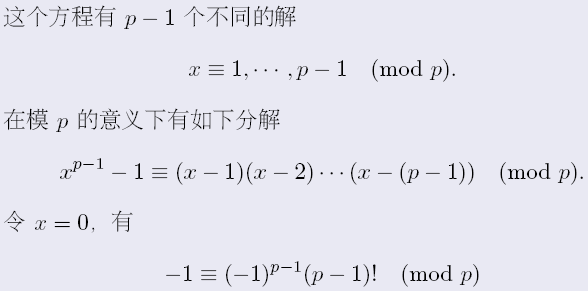 这个方程有 p − 1 个不同的解
x ≡ 1, ⋯ , p − 1 (mod p).
在模 p 的意义下有如下分解
x^{p−1} − 1 ≡ (x − 1)(x − 2) ⋯ (x − (p − 1)) (mod p).
令 x = 0, 有
−1 ≡ (−1)^{p−1}(p − 1)! (mod p)